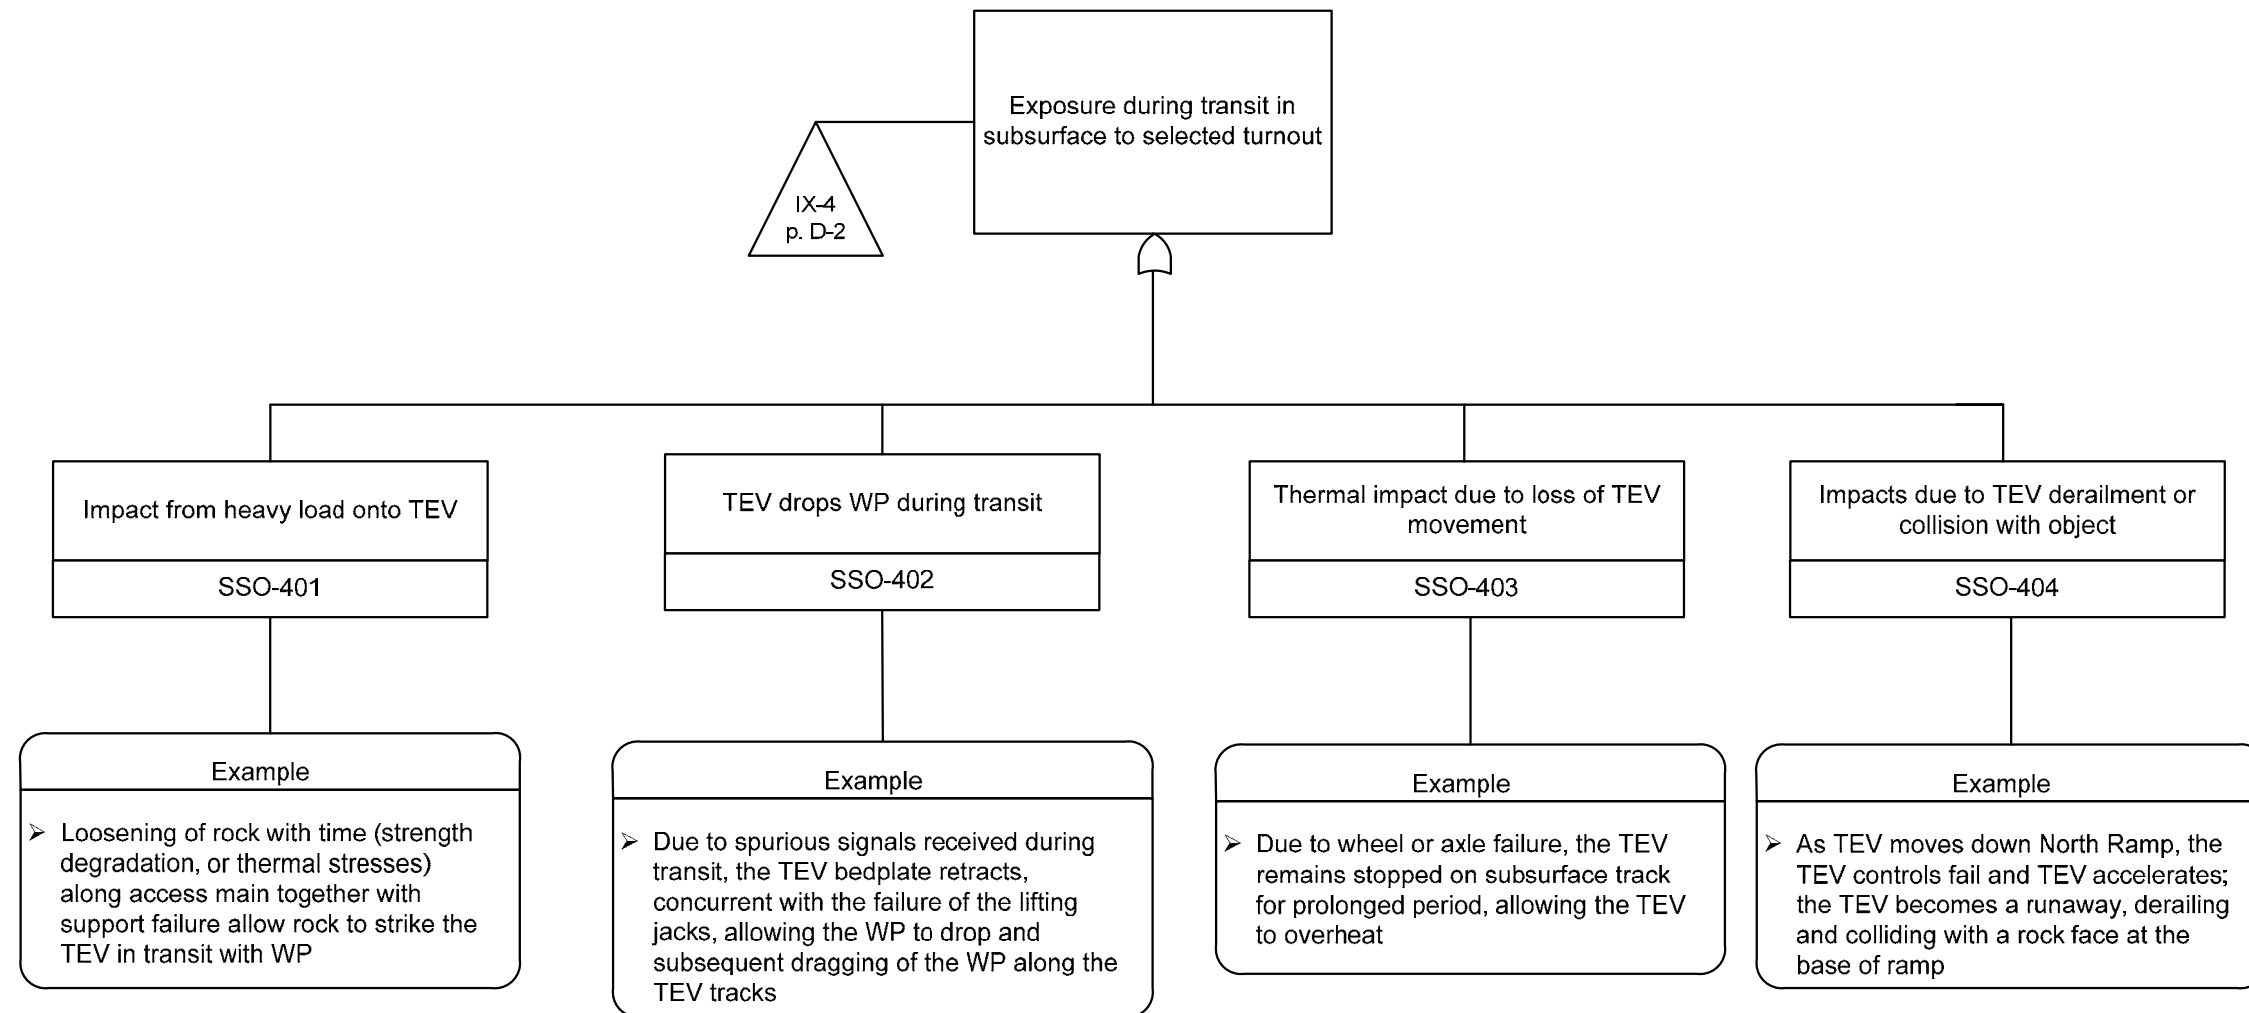 Exposure during transit in
subsurface to selected turnout
IX-4
p. D-2
Impact from heavy load onto TEV
SSO-401
TEV drops WP during transit
SSO-402
Thermal impact due to loss of TEV
movement
SSO-403
Impacts due to TEV derailment or
collision with object
SSO-404
Example
➢ Loosening of rock with time (strength
degradation, or thermal stresses)
along access main together with
support failure allow rock to strike the
TEV in transit with WP
Example
➢ Due to spurious signals received during
transit, the TEV bedplate retracts,
concurrent with the failure of the lifting
jacks, allowing the WP to drop and
subsequent dragging of the WP along the
TEV tracks
Example
➢ Due to wheel or axle failure, the TEV
remains stopped on subsurface track
for prolonged period, allowing the TEV
to overheat
Example
➢ As TEV moves down North Ramp, the
TEV controls fail and TEV accelerates;
the TEV becomes a runaway, derailing
and colliding with a rock face at the
base of ramp